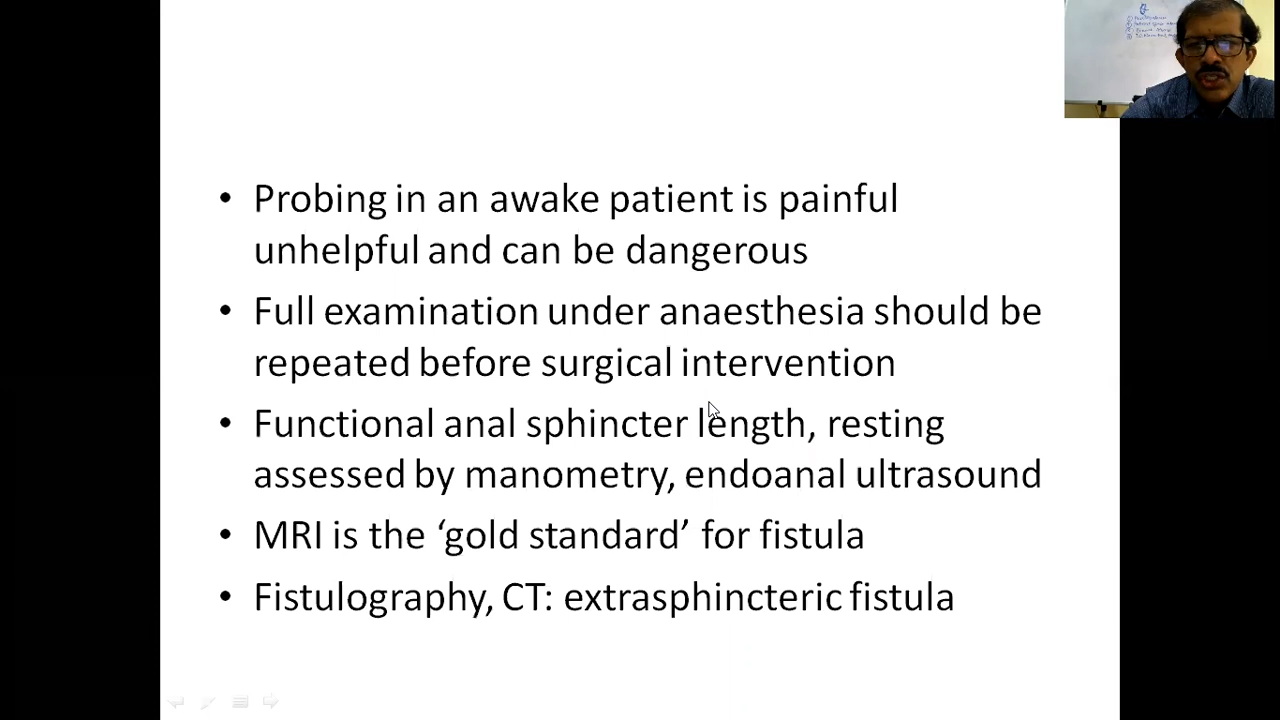 • Probing in an awake patient is painful
unhelpful and can be dangerous
• Full examination under anaesthesia should be
repeated before surgical intervention
• Functional anal sphincter length, resting
assessed by manometry, endoanal ultrasound
• MRI is the ‘gold standard’ for fistula
• Fistulography, CT: extrasphincteric fistula